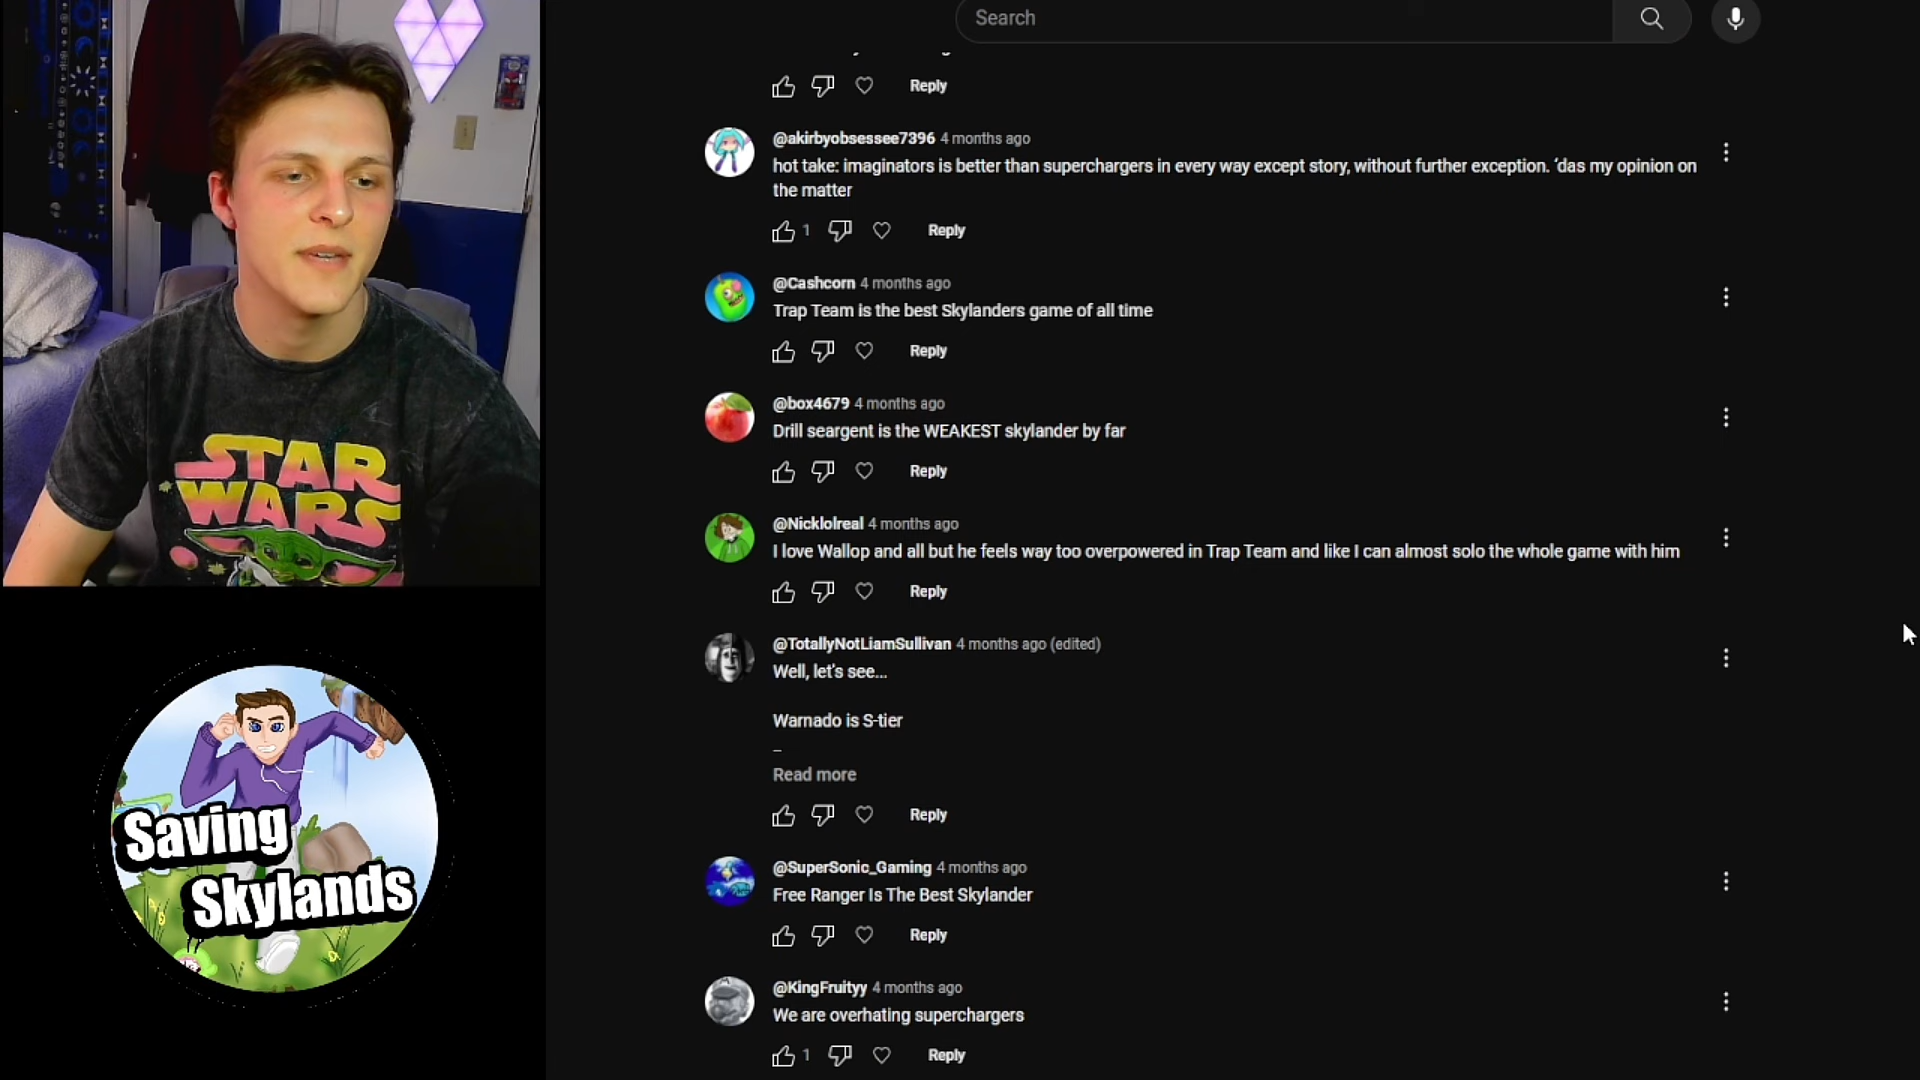 Search
Reply
@akirbyobsessee7396 4 months ago
hot take: imaginators is better than superchargers in every way except story, without further exception. ‘das my opinion on
the matter
1 Reply
@Cashcorn 4 months ago
Trap Team is the best Skylanders game of all time
Reply
@box4679 4 months ago
Drill seargent is the WEAKEST skylander by far
Reply
@Nicklolreal 4 months ago
I love Wallop and all but he feels way too overpowered in Trap Team and like I can almost solo the whole game with him
Reply
@TotallyNotLiamSullivan 4 months ago (edited)
Well, let's see...
Warnado is S-tier
–
Read more
Reply
@SuperSonic_Gaming 4 months ago
Free Ranger Is The Best Skylander
Reply
@KingFruityy 4 months ago
We are overhating superchargers
1 Reply
STAR
WARS
Saving
Skylands